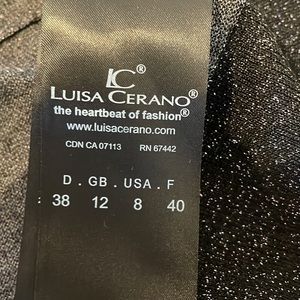 LC®
LUISA CERANO®
the heartbeat of fashion®
www.luisacerano.com
CDN CA 07113 RN 67442
D . GB . USA . F
38 12 8 40